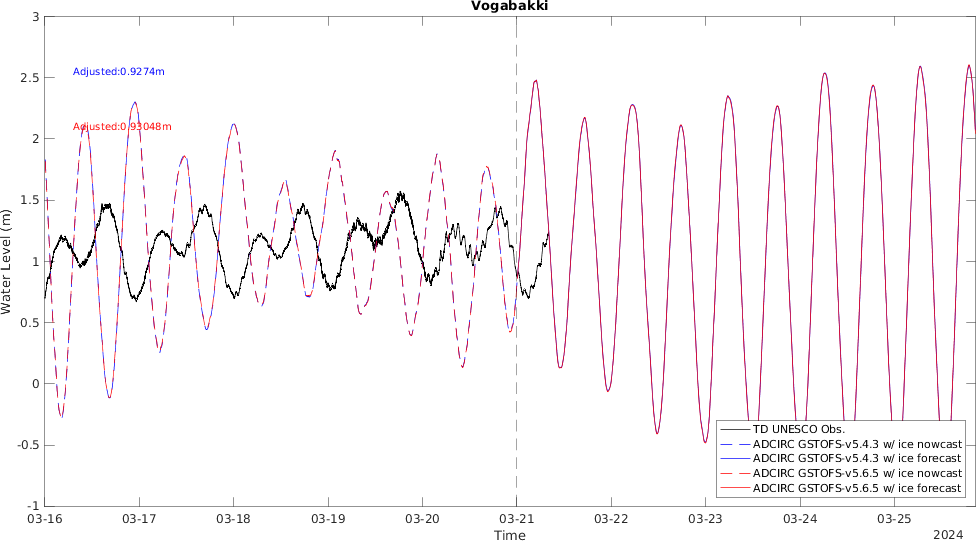 Vogabakki
3
2.5
2
1.5
1
0.5
0
-0.5
-1
Water Level (m)
Adjusted:0.9274m
Adjusted:0.93048m
TD UNESCO Obs.
ADCIRC GSTOFS-v5.4.3 w/ ice nowcast
ADCIRC GSTOFS-v5.4.3 w/ ice forecast
ADCIRC GSTOFS-v5.6.5 w/ ice nowcast
ADCIRC GSTOFS-v5.6.5 w/ ice forecast
03-16 03-17 03-18 03-19 03-20 03-21 03-22 03-23 03-24 03-25
Time
2024